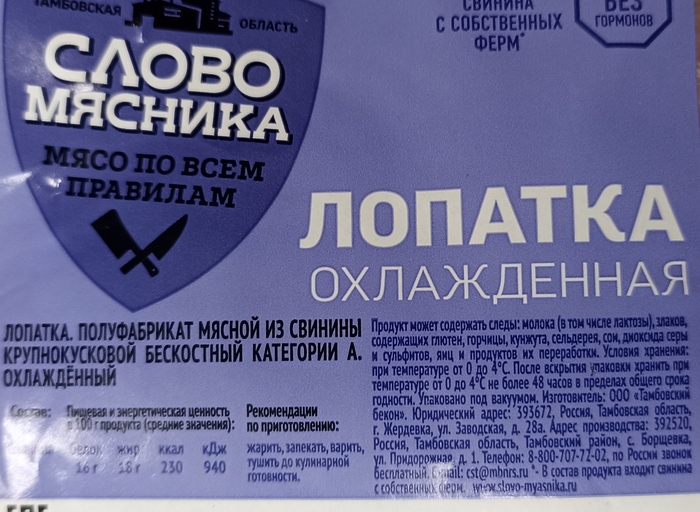 ТАМБОВСКАЯ ОБЛАСТЬ
СЛОВО
МЯСНИКА
МЯСО ПО ВСЕМ
ПРАВИЛАМ
СВИНИНА
С СОБСТВЕННЫХ
ФЕРМ*
БЕЗ
ГОРМОНОВ
ЛОПАТКА
ОХЛАЖДЕННАЯ
ЛОПАТКА. ПОЛУФАБРИКАТ МЯСНОЙ ИЗ СВИНИНЫ
КРУПНОКУСКОВОЙ БЕСКОСТНЫЙ КАТЕГОРИИ А.
ОХЛАЖДЁННЫЙ
Состав:
Пищевая и энергетическая ценность
в 100 г продукта (средние значения):
белок жир ккал кДж
16 г 18 г 230 940
Рекомендации
по приготовлению:
жарить, запекать, варить,
тушить до кулинарной
готовности.
Продукт может содержать следы: молока (в том числе лактозы), злаков,
содержащих глютен, горчицы, кунжута, сельдерея, сои, диоксида серы
и сульфитов, яиц и продуктов их переработки. Условия хранения:
при температуре от 0 до 4°С. После вскрытия упаковки хранить при
температуре от 0 до 4°С не более 48 часов в пределах общего срока
годности. Упаковано под вакуумом. Изготовитель: ООО «Тамбовский
бекон». Юридический адрес: 393672, Россия, Тамбовская область,
г. Жердевка, ул. Заводская, д. 28а. Адрес производства: 392520,
Россия, Тамбовская область, Тамбовский район, с. Борщевка,
ул. Придорожная, д. 1. Телефон: 8-800-707-72-02, по России звонок
бесплатный. E-mail: cst@mbhrs.ru *- В состав продукта входит свинина
с собственных ферм. www.slovo-myasnika.ru